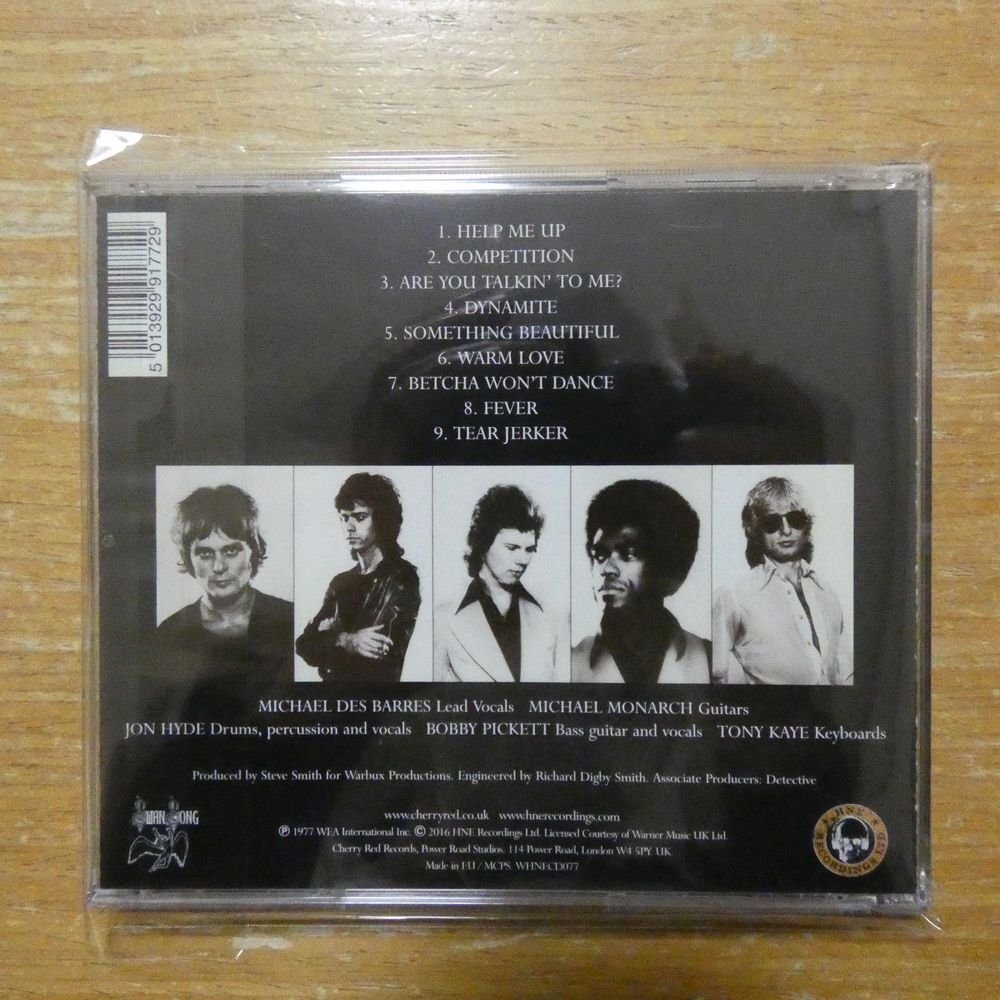 1. HELP ME UP
2. COMPETITION
3. ARE YOU TALKIN' TO ME?
4. DYNAMITE
5. SOMETHING BEAUTIFUL
6. WARM LOVE
7. BETCHA WON'T DANCE
8. FEVER
9. TEAR JERKER
5 013929 917729
MICHAEL DES BARRES Lead Vocals MICHAEL MONARCH Guitars
JON HYDE Drums, percussion and vocals BOBBY PICKETT Bass guitar and vocals TONY KAYE Keyboards
Produced by Steve Smith for Warbux Productions. Engineered by Richard Digby Smith. Associate Producers: Detective
SWAN SONG
www.cherryred.co.uk www.hnerecordings.com
Ⓟ 1977 WEA International Inc. © 2016 HNE Recordings Ltd. Licensed Courtesy of Warner Music UK Ltd.
Cherry Red Records, Power Road Studios. 114 Power Road, London W4 5PY. UK.
Made in EU / MCPS. WHNECD077
HNE RECORDINGS LTD